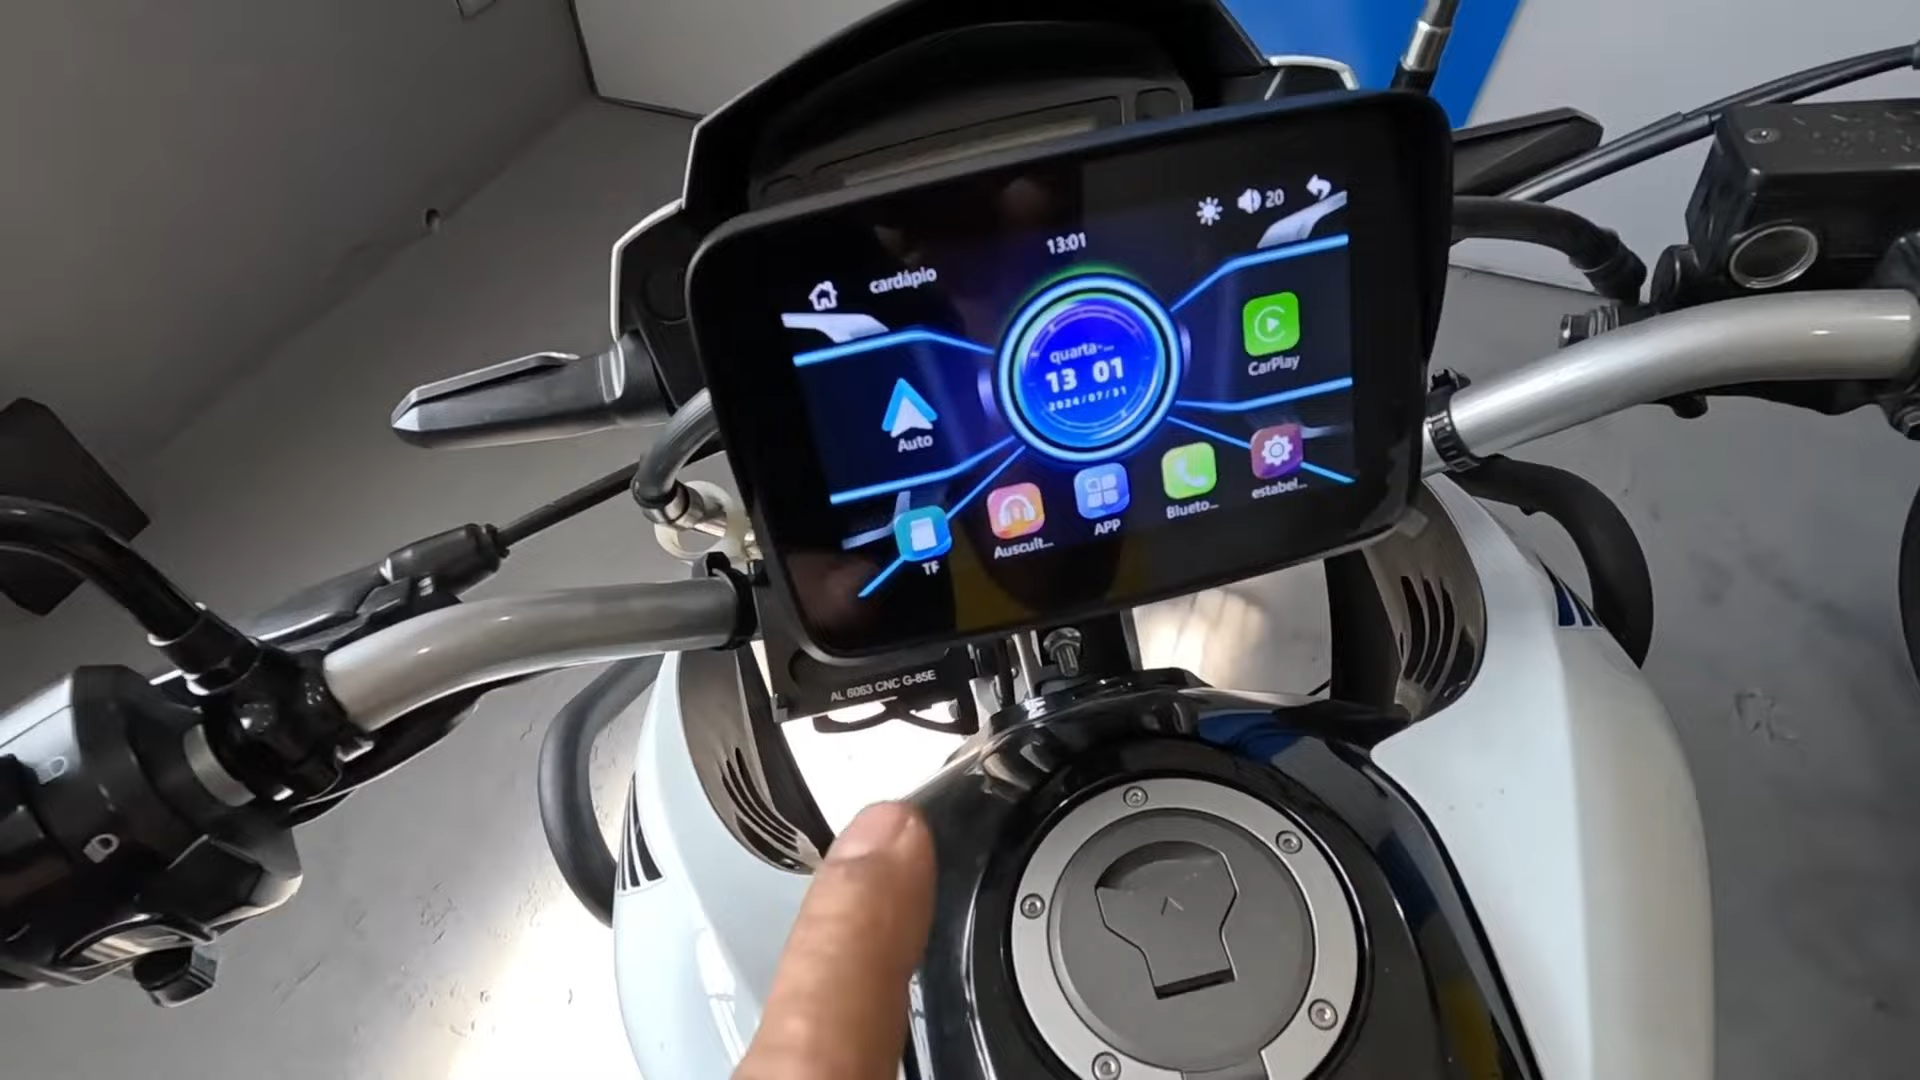 20
13:01
cardápio
quarta-...
13 01
2024/07/31
CarPlay
Auto
estabel...
Blueto...
APP
Auscult...
TF
AL 6063 CNC G-85E